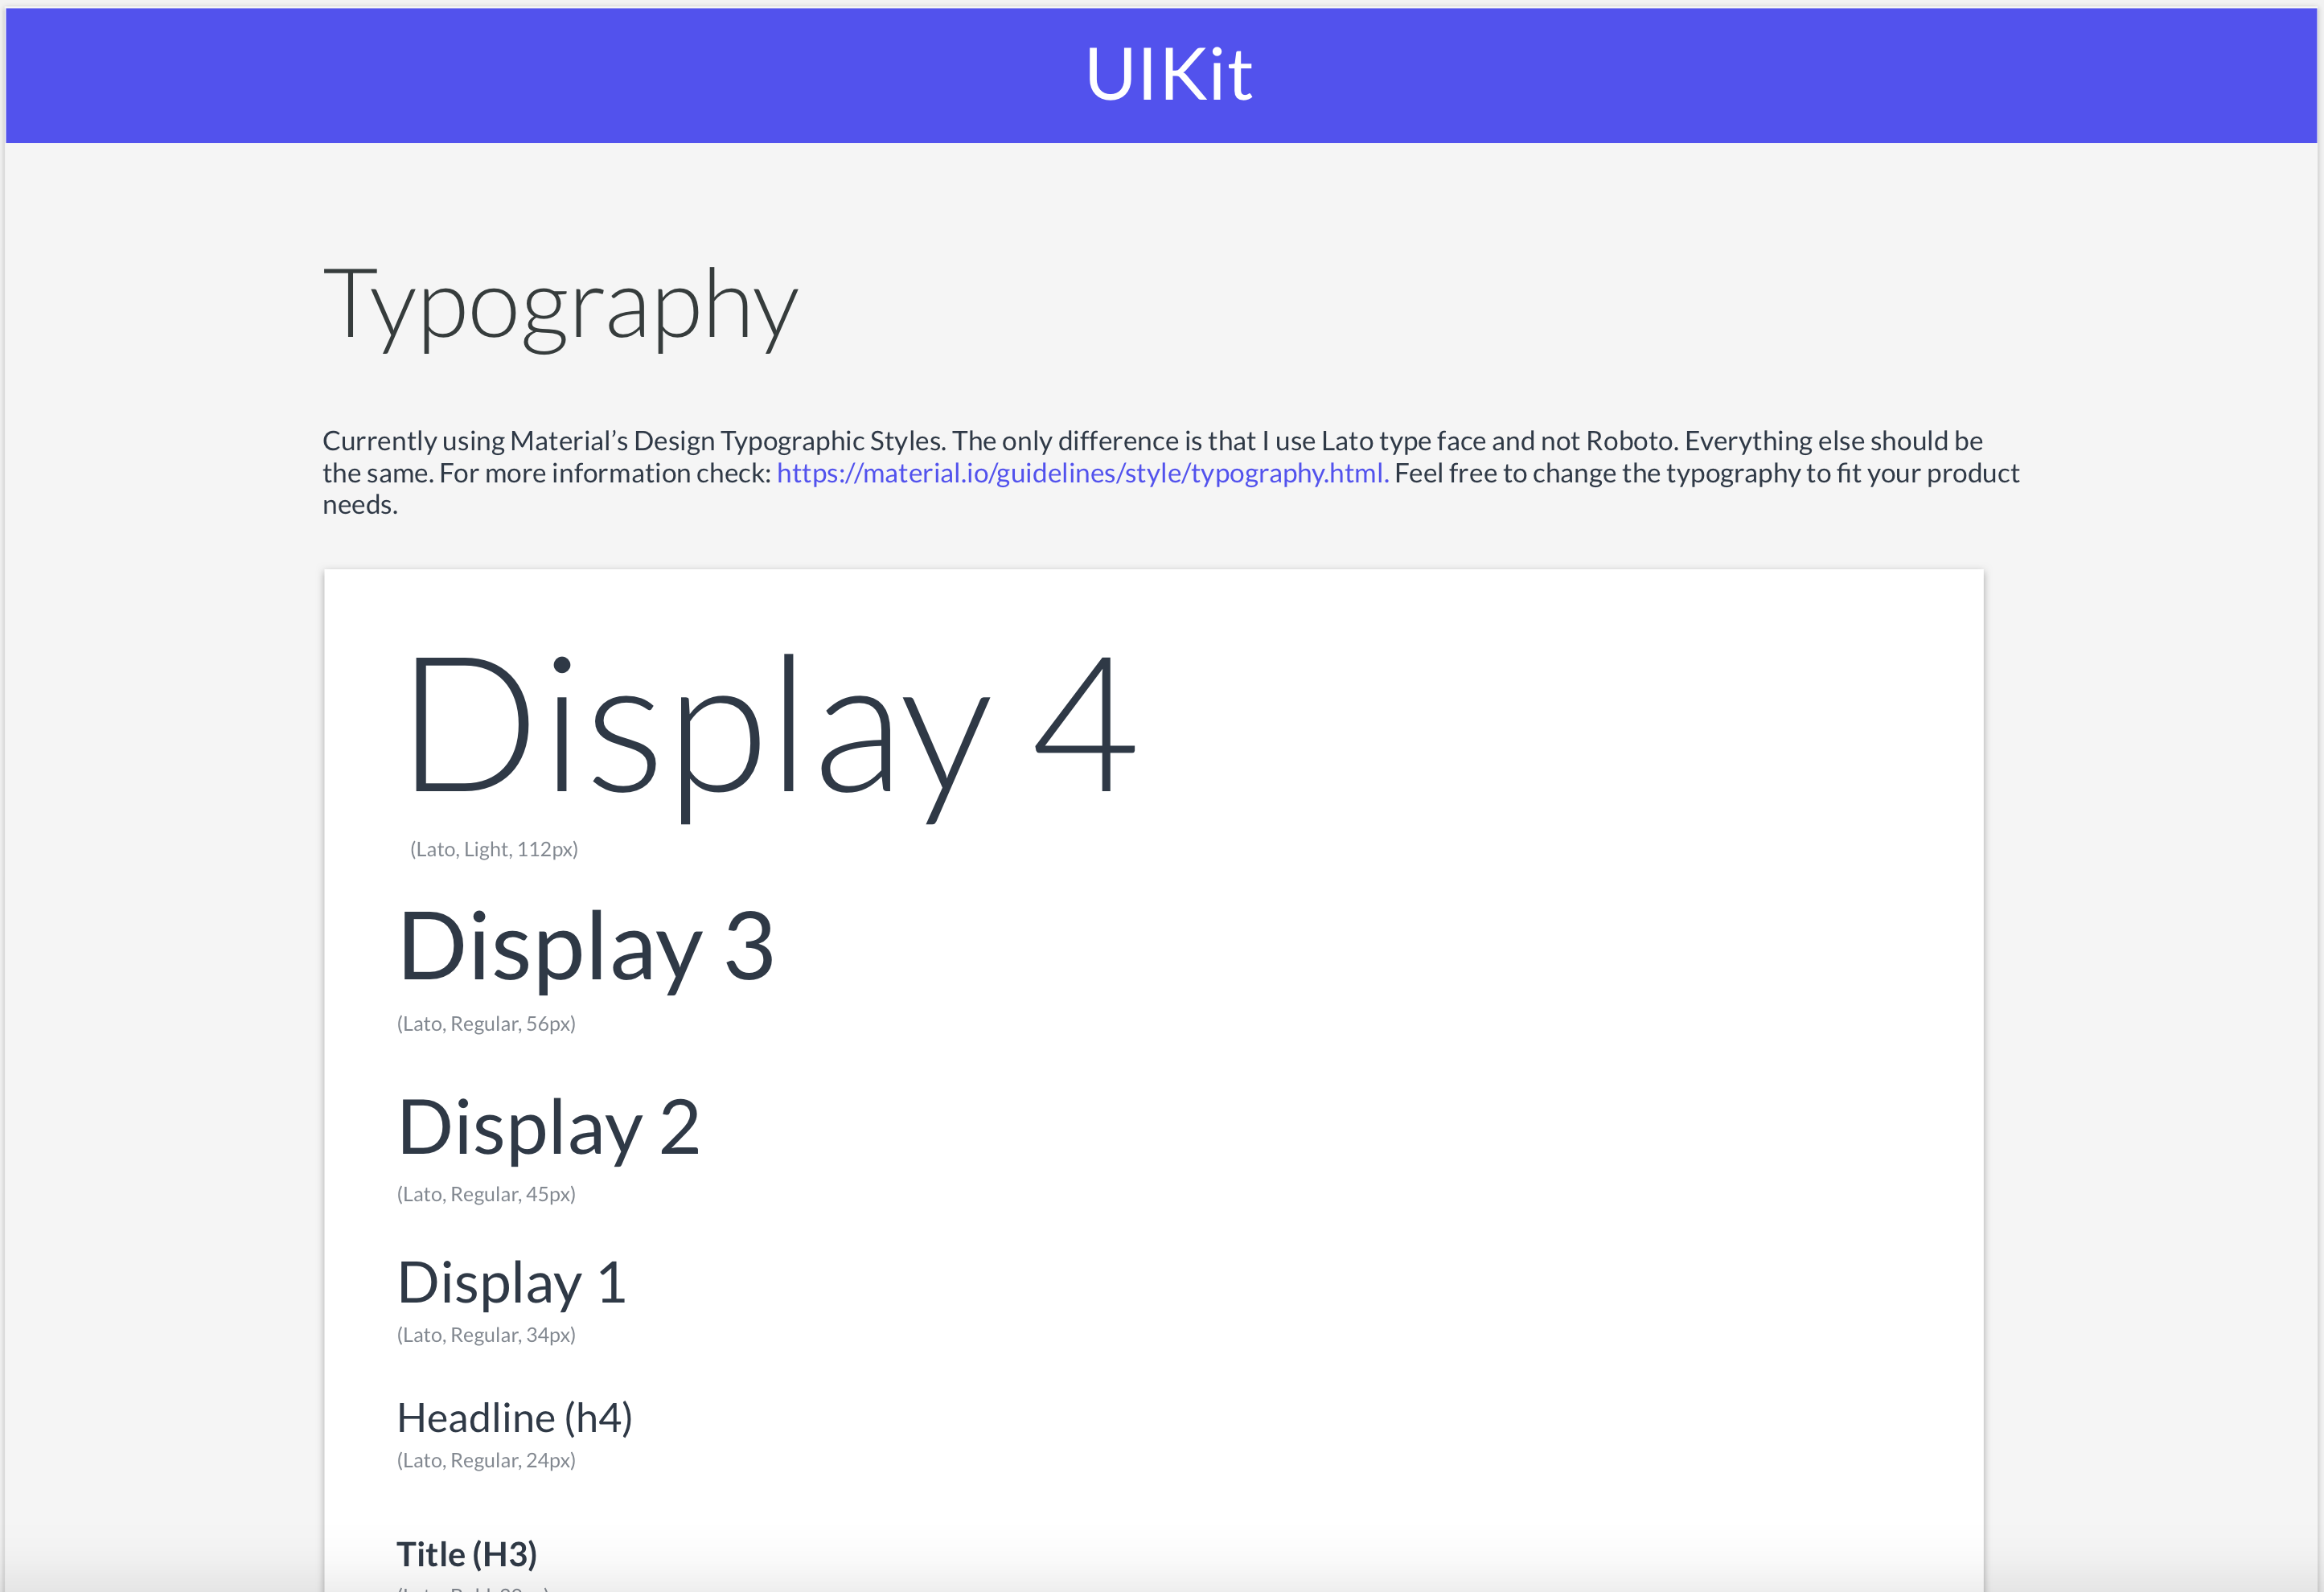 UIKit
Typography
Currently using Material’s Design Typographic Styles. The only difference is that I use Lato type face and not Roboto. Everything else should be
the same. For more information check: https://material.io/guidelines/style/typography.html. Feel free to change the typography to fit your product
needs.
Display 4
(Lato, Light, 112px)
Display 3
(Lato, Regular, 56px)
Display 2
(Lato, Regular, 45px)
Display 1
(Lato, Regular, 34px)
Headline (h4)
(Lato, Regular, 24px)
Title (H3)